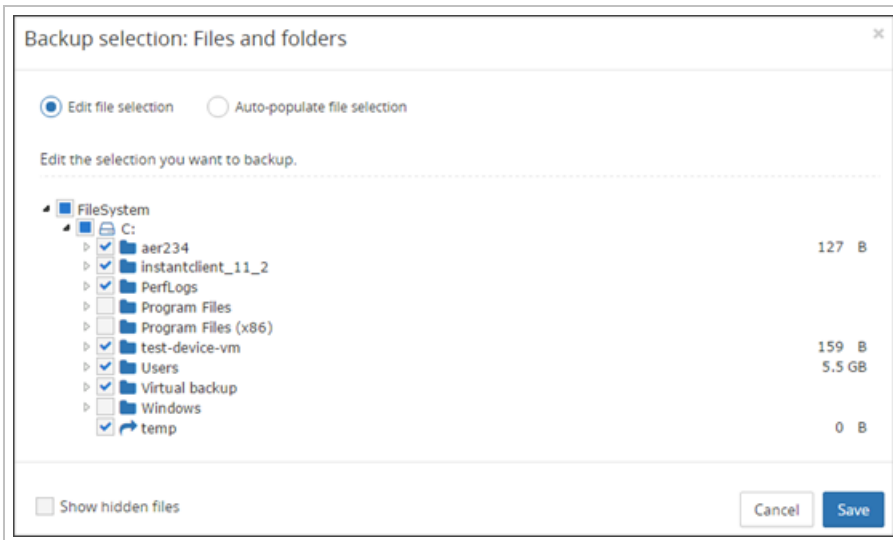 Backup selection: Files and folders
Edit file selection Auto-populate file selection
Edit the selection you want to backup.
FileSystem
C:
aer234 127 B
instantclient_11_2
PerfLogs
Program Files
Program Files (x86)
test-device-vm 159 B
Users 5.5 GB
Virtual backup
Windows
temp 0 B
Show hidden files Cancel Save